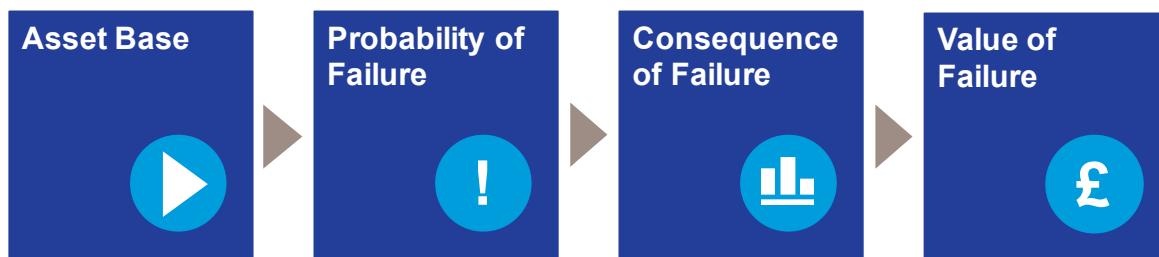 Asset Base
Probability of
Failure
!
Consequence
of Failure
Value of
Failure
£